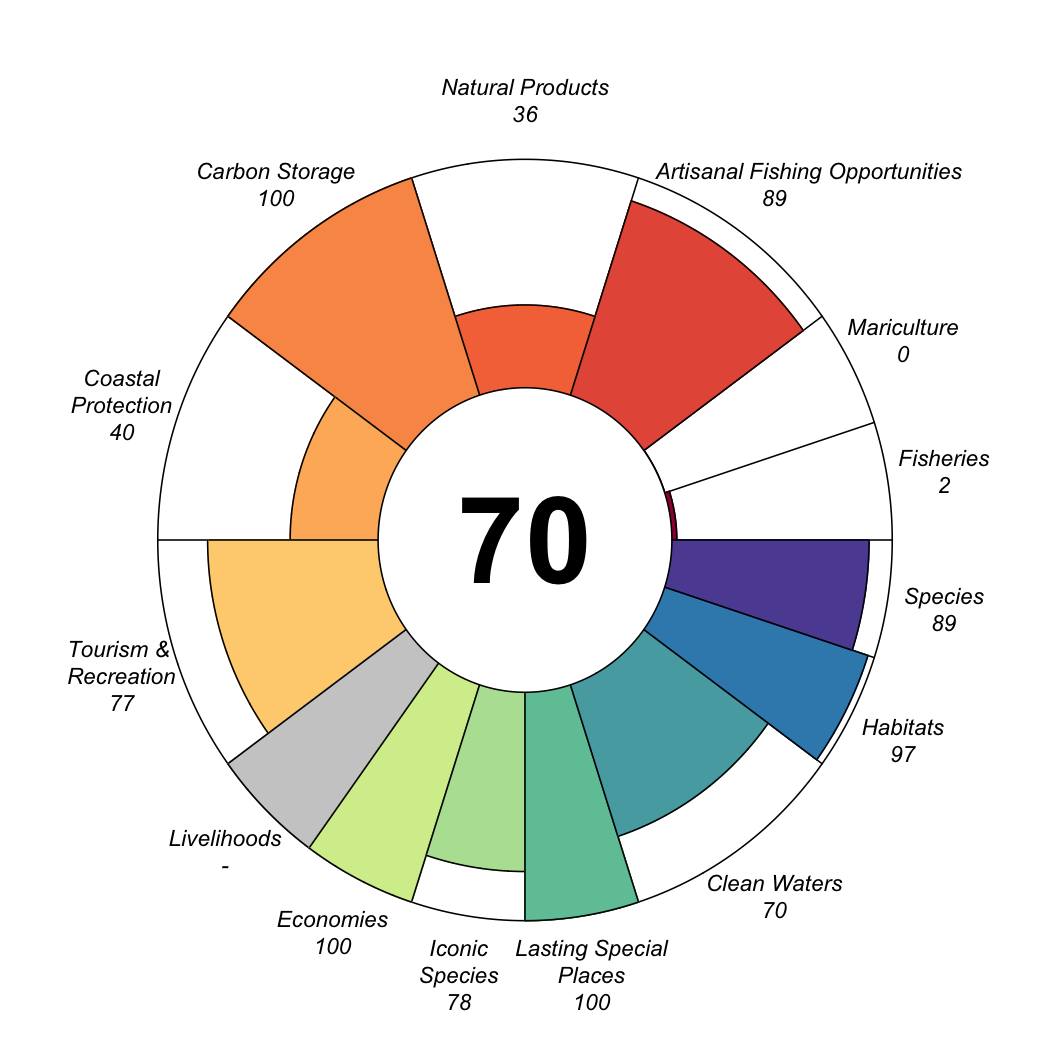 Natural Products
36
Carbon Storage
100
Artisanal Fishing Opportunities
89
Mariculture
0
Coastal
Protection
40
Fisheries
2
70
Species
89
Tourism &
Recreation
77
Habitats
97
Livelihoods
-
Clean Waters
70
Economies
100
Iconic
Species
78
Lasting Special
Places
100